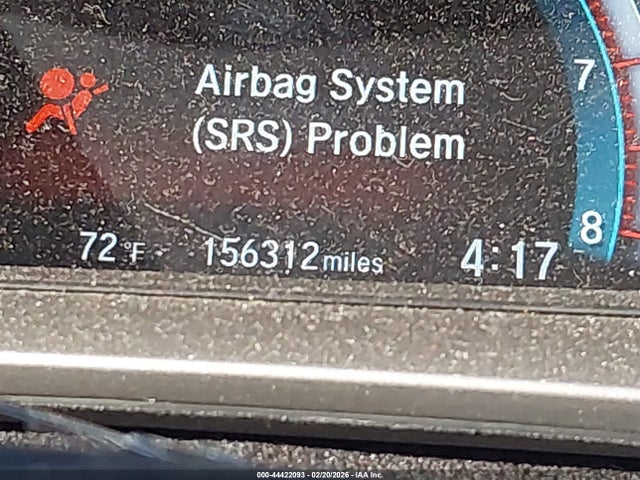 Airbag System
(SRS) Problem
7
8
72°F 156312 miles 4:17
000-44422093 - 02/20/2026 - IAA Inc.